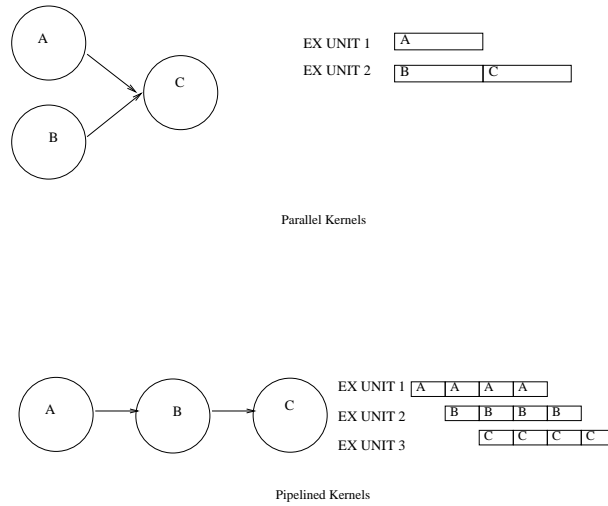 A
B
C
EX UNIT 1
A
EX UNIT 2
B C
Parallel Kernels
A
B
C
EX UNIT 1
A A A A
EX UNIT 2
B B B B
EX UNIT 3
C C C C
Pipelined Kernels